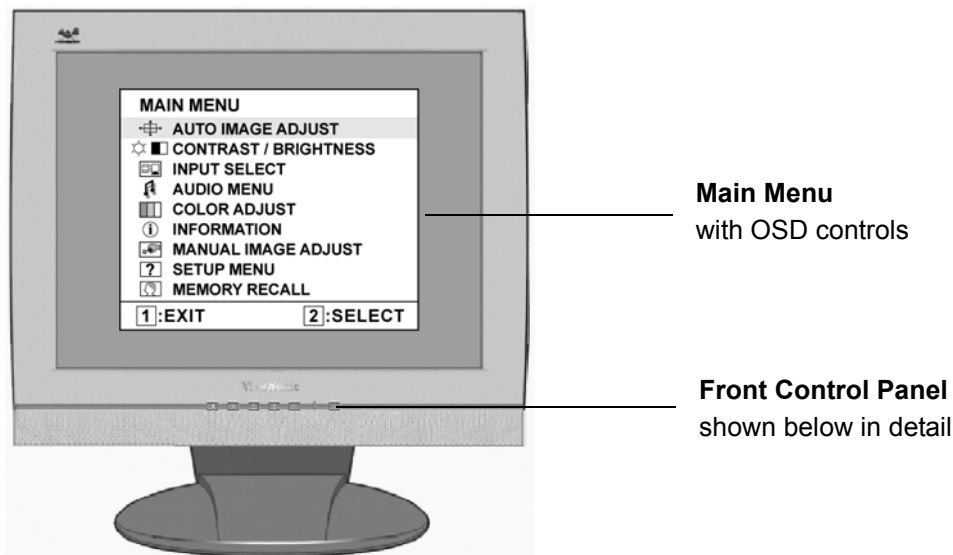 MAIN MENU
AUTO IMAGE ADJUST
CONTRAST / BRIGHTNESS
INPUT SELECT
AUDIO MENU
COLOR ADJUST
INFORMATION
MANUAL IMAGE ADJUST
SETUP MENU
MEMORY RECALL
1:EXIT 2:SELECT
ViewSonic
Main Menu
with OSD controls
Front Control Panel
shown below in detail